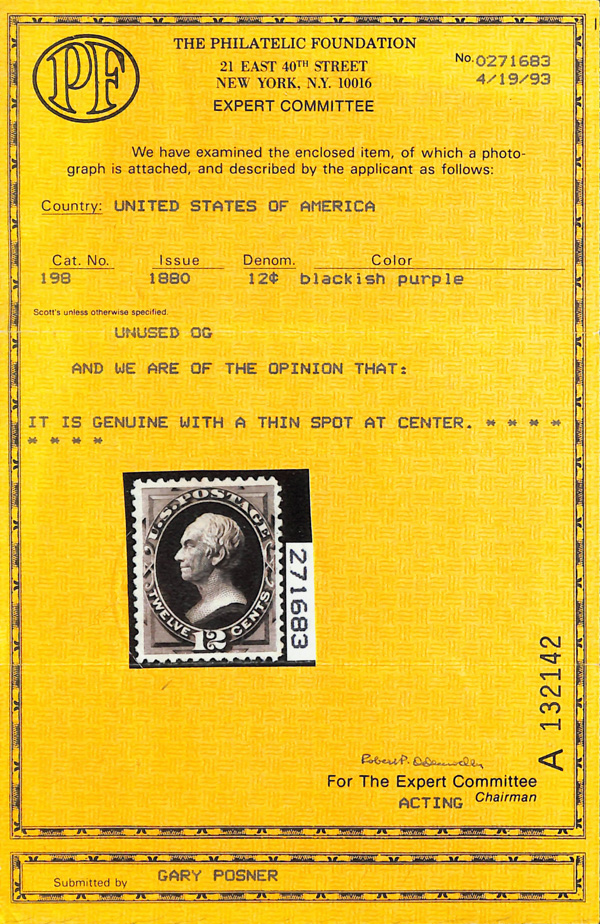 PF
THE PHILATELIC FOUNDATION
21 EAST 40TH STREET
NEW YORK, N.Y. 10016
EXPERT COMMITTEE
No. 0271683
4/19/93
We have examined the enclosed item, of which a photo-
graph is attached, and described by the applicant as follows:
Country: UNITED STATES OF AMERICA
Cat. No. Issue Denom. Color
198 1880 12¢ blackish purple
Scott's unless otherwise specified.
UNUSED OG
AND WE ARE OF THE OPINION THAT:
IT IS GENUINE WITH A THIN SPOT AT CENTER. * * * *
* * * *
U.S. POSTAGE
TWELVE 12 CENTS
271683
A 132142
For The Expert Committee
ACTING Chairman
Submitted by GARY POSNER